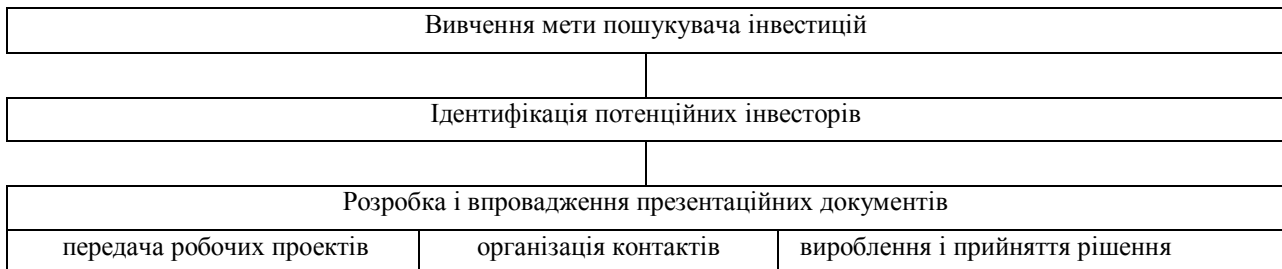 Вивчення мети пошукувача інвестицій
Ідентифікація потенційних інвесторів
Розробка і впровадження презентаційних документів
передача робочих проектів організація контактів вироблення і прийняття рішення